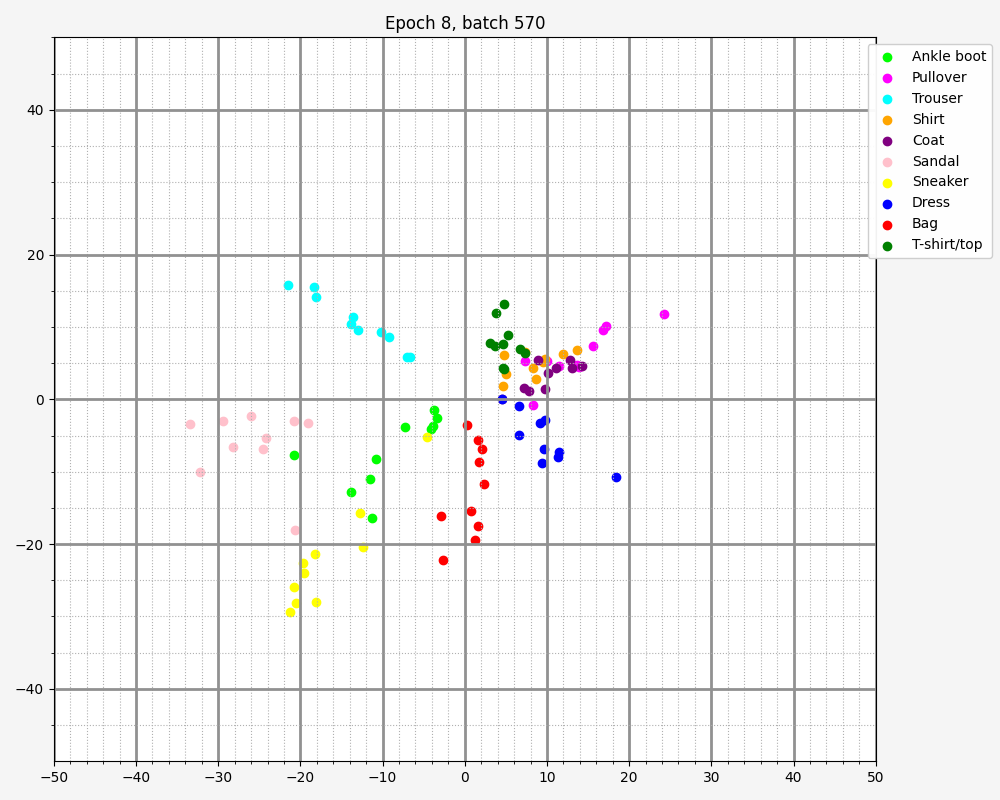 Epoch 8, batch 570
Ankle boot
Pullover
Trouser
Shirt
Coat
Sandal
Sneaker
Dress
Bag
T-shirt/top
40
20
0
−20
−40
−50 −40 −30 −20 −10 0 10 20 30 40 50